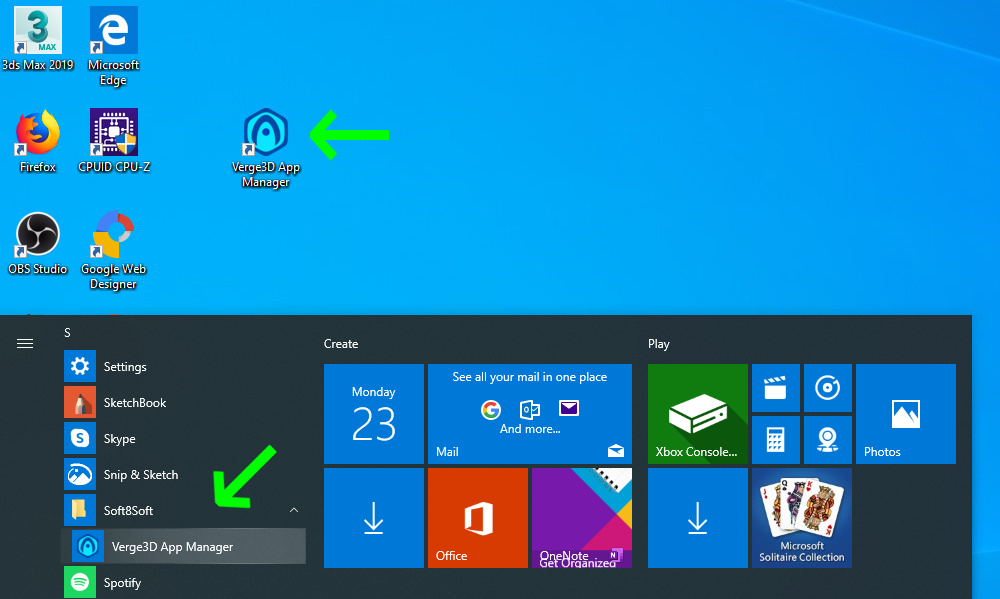 3
MAX
3ds Max 2019
Microsoft
Edge
Firefox
CPUID CPU-Z
Verge3D App
Manager
OBS Studio
Google Web
Designer
S
Settings
SketchBook
Skype
Snip & Sketch
Soft8Soft
Verge3D App Manager
Spotify
Create
Monday
23
See all your mail in one place
And more...
Mail
Office
OneNote
Get Organized
Play
Xbox Console...
Photos
Microsoft
Solitaire Collection